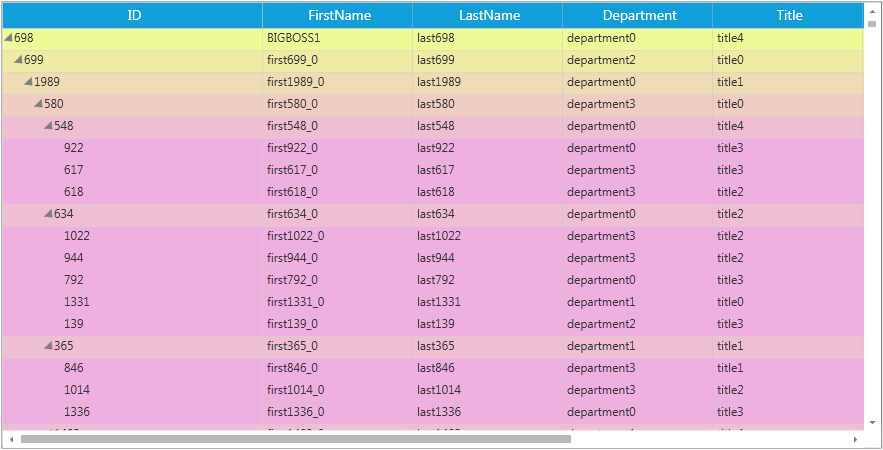 ID FirstName LastName Department Title
698 BIGBOSS1 last698 department0 title4
699 first699_0 last699 department2 title0
1989 first1989_0 last1989 department0 title1
580 first580_0 last580 department3 title0
548 first548_0 last548 department0 title4
922 first922_0 last922 department0 title3
617 first617_0 last617 department3 title3
618 first618_0 last618 department3 title2
634 first634_0 last634 department0 title2
1022 first1022_0 last1022 department3 title2
944 first944_0 last944 department3 title2
792 first792_0 last792 department0 title3
1331 first1331_0 last1331 department1 title0
139 first139_0 last139 department2 title3
365 first365_0 last365 department1 title1
846 first846_0 last846 department3 title1
1014 first1014_0 last1014 department3 title2
1336 first1336_0 last1336 department0 title3